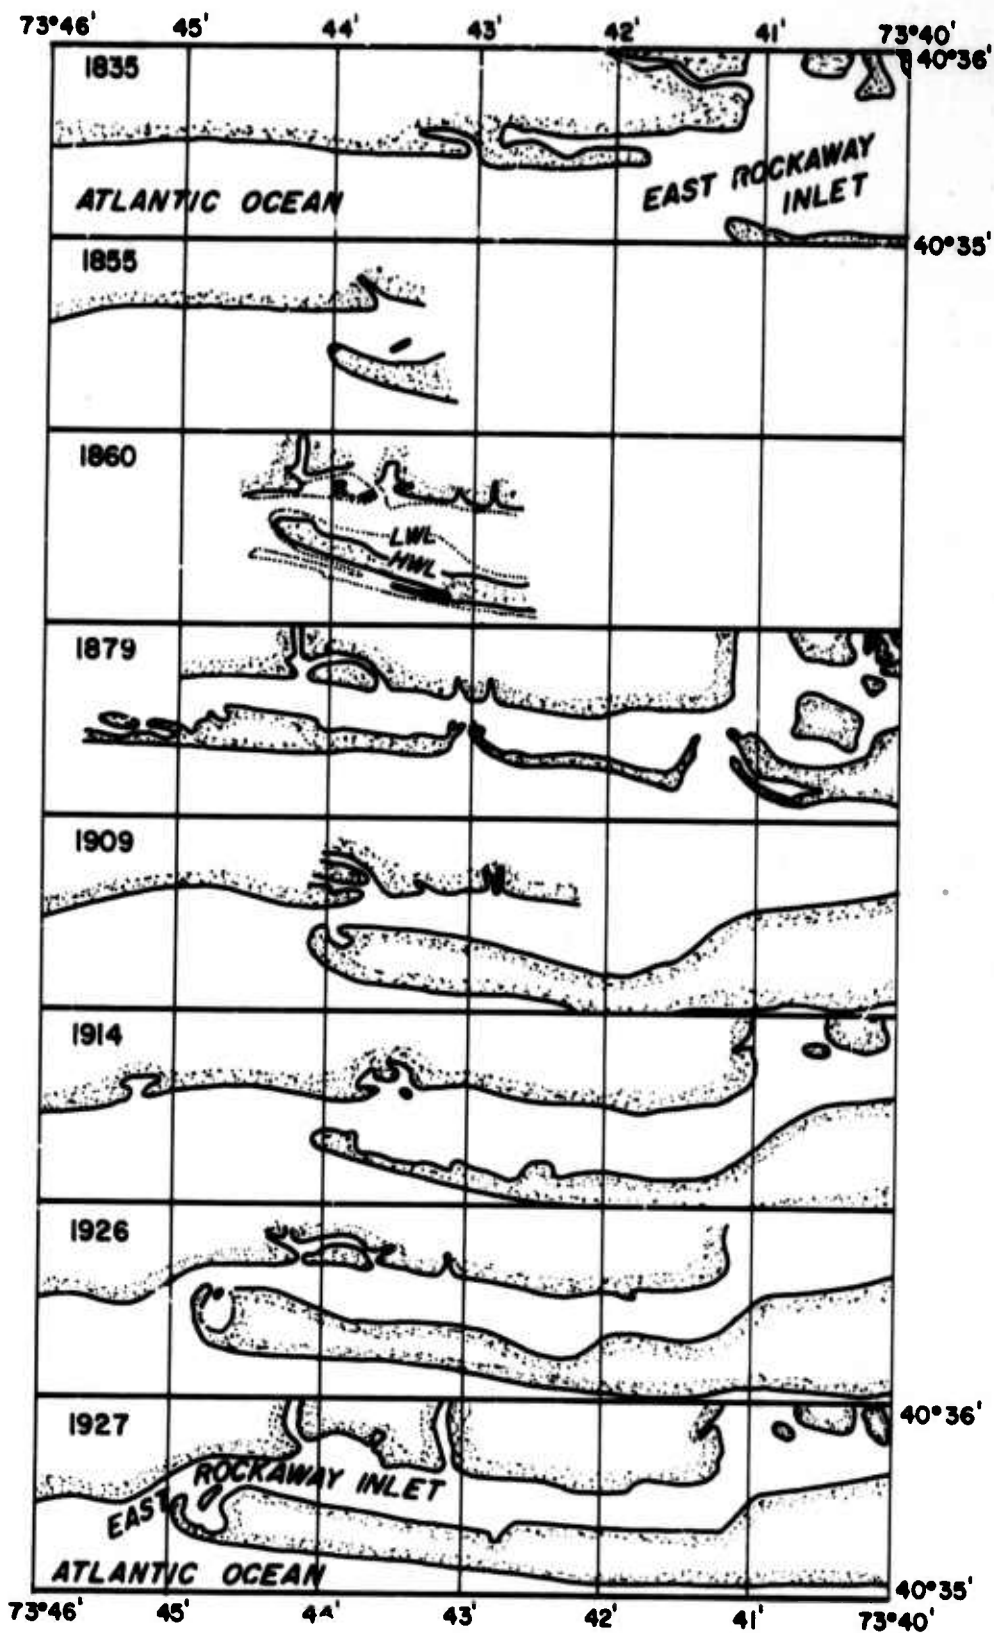 73°46' 45' 44' 43' 42' 41' 73°40'
40°36'
1835
EAST ROCKAWAY
INLET
ATLANTIC OCEAN
40°35'
1855
1860
LWL
HWL
1879
1909
1914
1926
40°36'
1927
EAST ROCKAWAY INLET
ATLANTIC OCEAN
40°35'
73°46' 45' 44' 43' 42' 41' 73°40'